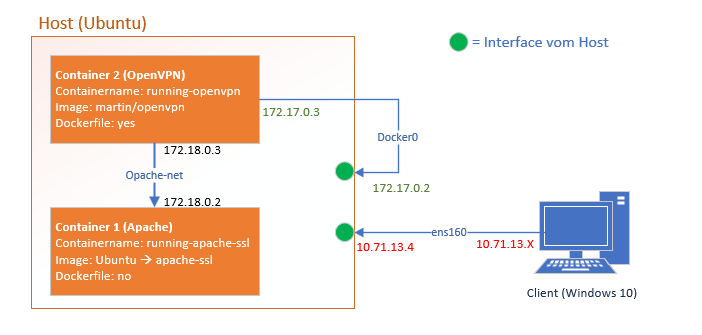 Host (Ubuntu)
= Interface vom Host
Container 2 (OpenVPN)
Containername: running-openvpn
Image: martin/openvpn
Dockerfile: yes
172.17.0.3
Docker0
172.18.0.3
Opache-net
172.17.0.2
172.18.0.2
Container 1 (Apache)
Containername: running-apache-ssl
Image: Ubuntu → apache-ssl
Dockerfile: no
ens160
10.71.13.4
10.71.13.X
Client (Windows 10)